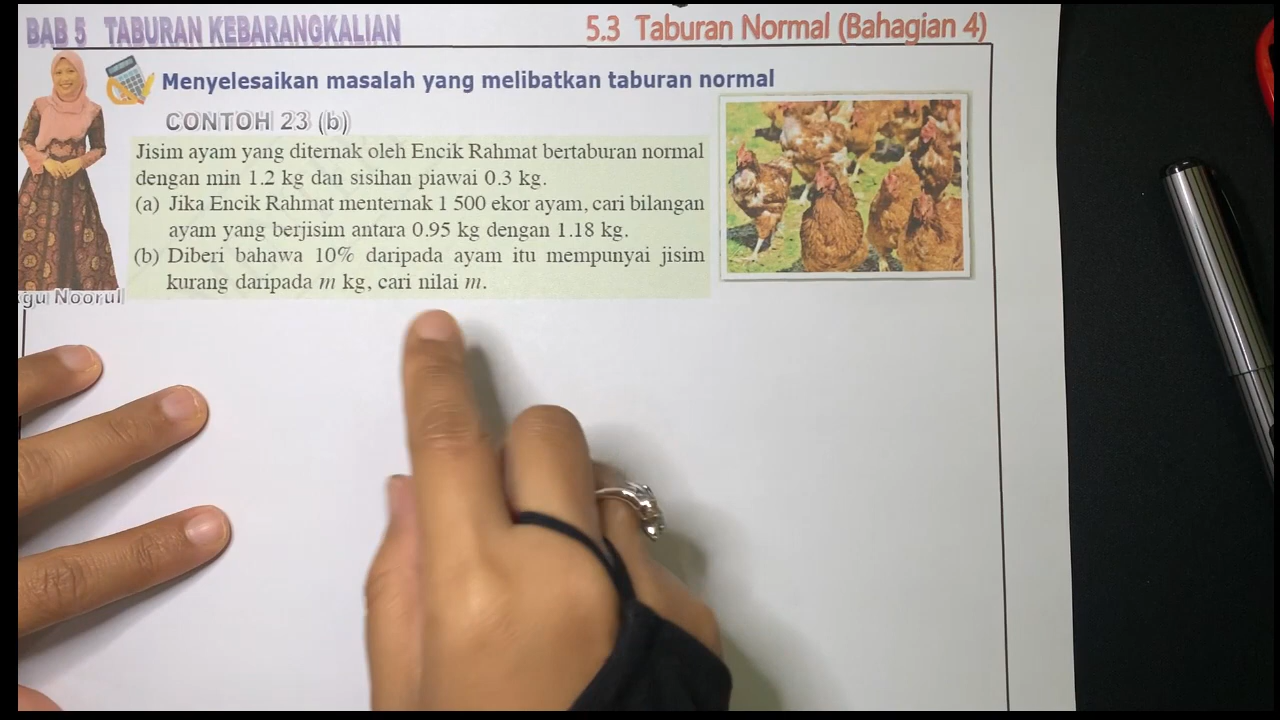 BAB 5 TABURAN KEBARANGKALIAN
5.3 Taburan Normal (Bahagian 4)
Menyelesaikan masalah yang melibatkan taburan normal
CONTOH 23 (b)
Jisim ayam yang diternak oleh Encik Rahmat bertaburan normal
dengan min 1.2 kg dan sisihan piawai 0.3 kg.
(a) Jika Encik Rahmat menternak 1 500 ekor ayam, cari bilangan
ayam yang berjisim antara 0.95 kg dengan 1.18 kg.
(b) Diberi bahawa 10% daripada ayam itu mempunyai jisim
kurang daripada m kg, cari nilai m.
gu Noorul